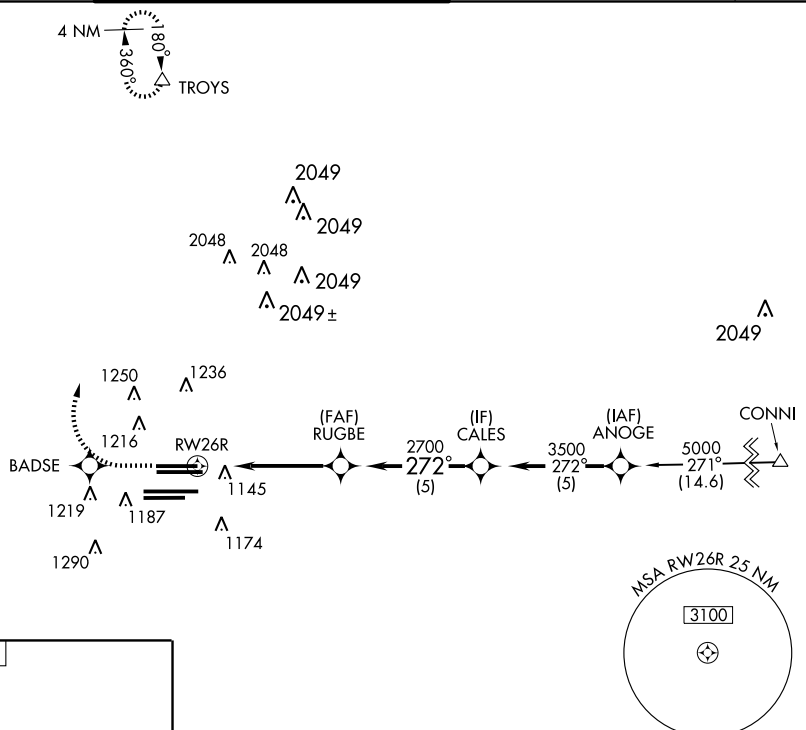 4 NM
180°
360°
TROYS
2049
2049
2048
2048
2049
2049±
2049
1250
1236
1216
RW26R
(FAF)
RUGBE
(IF)
CALES
(IAF)
ANOGE
CONNI
BADSE
2700
272°
(5)
3500
272°
(5)
5000
271°
(14.6)
1145
1219
1187
1174
1290
MSA RW26R 25 NM
3100